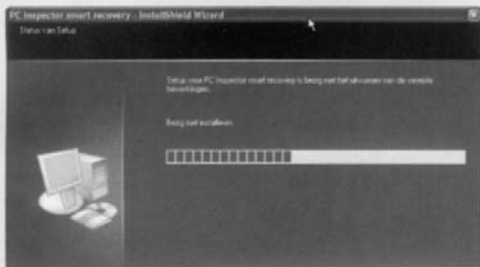 PC Inspector smart recovery - InstallShield Wizard
Status van Setup
Setup voor PC Inspector smart recovery is bezig met het uitvoeren van de vereiste
bewerkingen.
Bezig met installeren